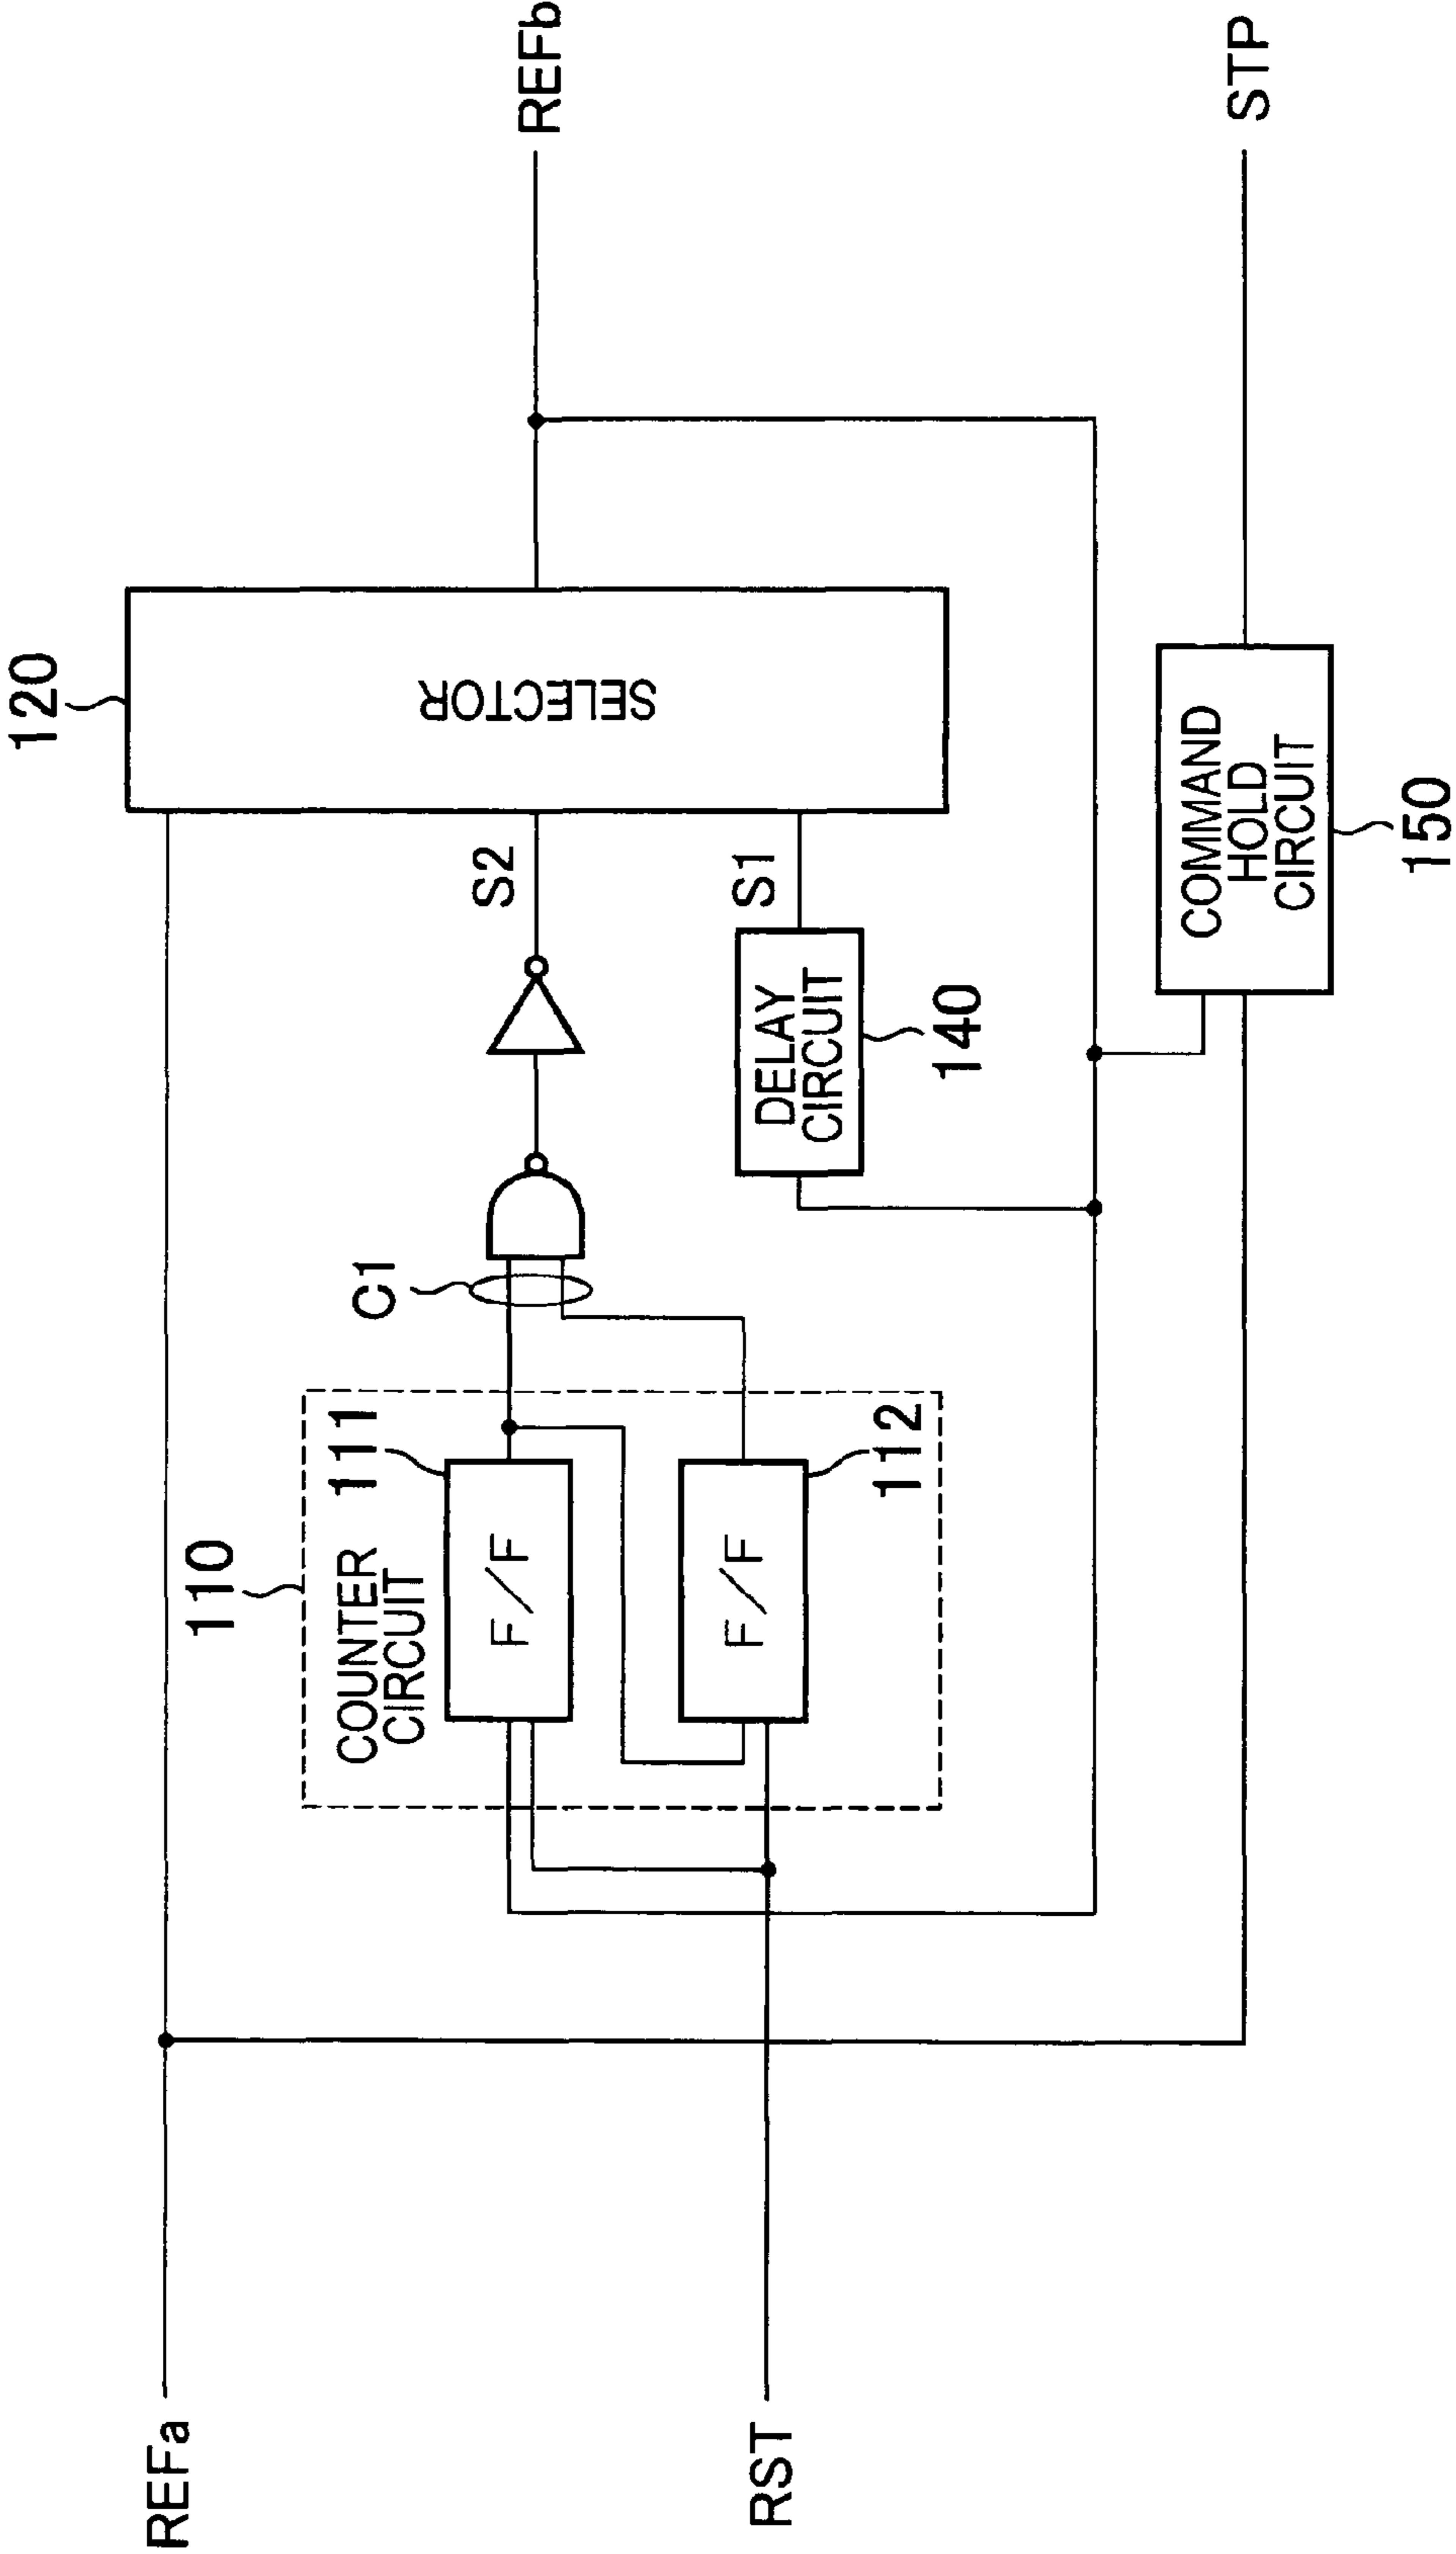 120
REFb
SELECTOR
S2
S1
C1
110
COUNTER
CIRCUIT
111
F/F
F/F
112
DELAY
CIRCUIT
140
REFa
RST
COMMAND
HOLD
CIRCUIT
150
STP